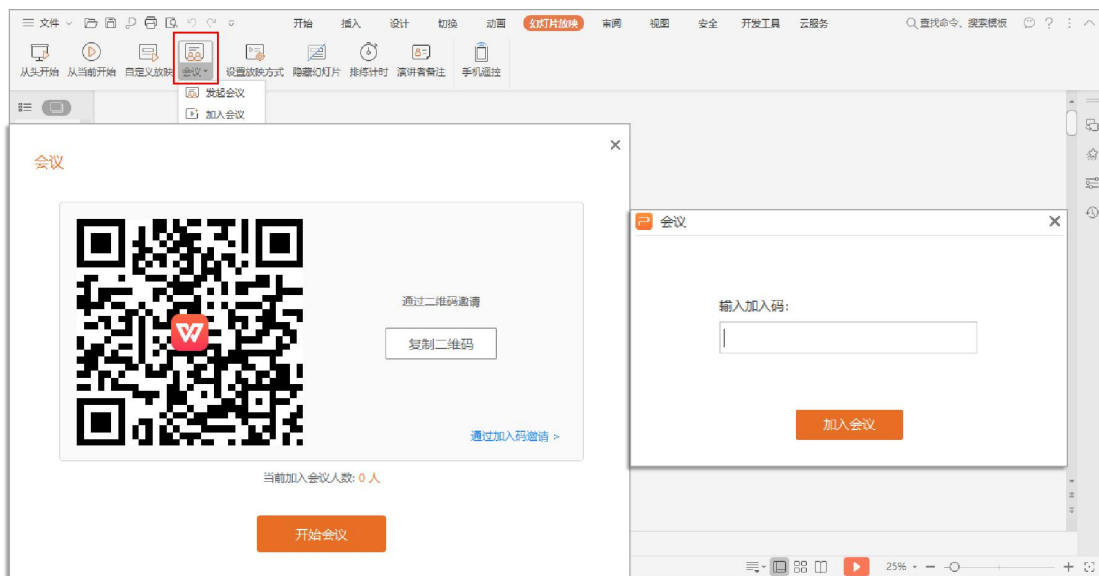 文件 开始 插入 设计 切换 动画 幻灯片放映 审阅 视图 安全 开发工具 云服务 查找命令、搜索模板
从头开始 从当前开始 自定义放映 会议 设置放映方式 隐藏幻灯片 排练计时 演讲者备注 手机遥控
发起会议
加入会议
会议
通过二维码邀请
复制二维码
通过加入码邀请 >
当前加入会议人数: 0 人
开始会议
会议
输入加入码:
加入会议
25%